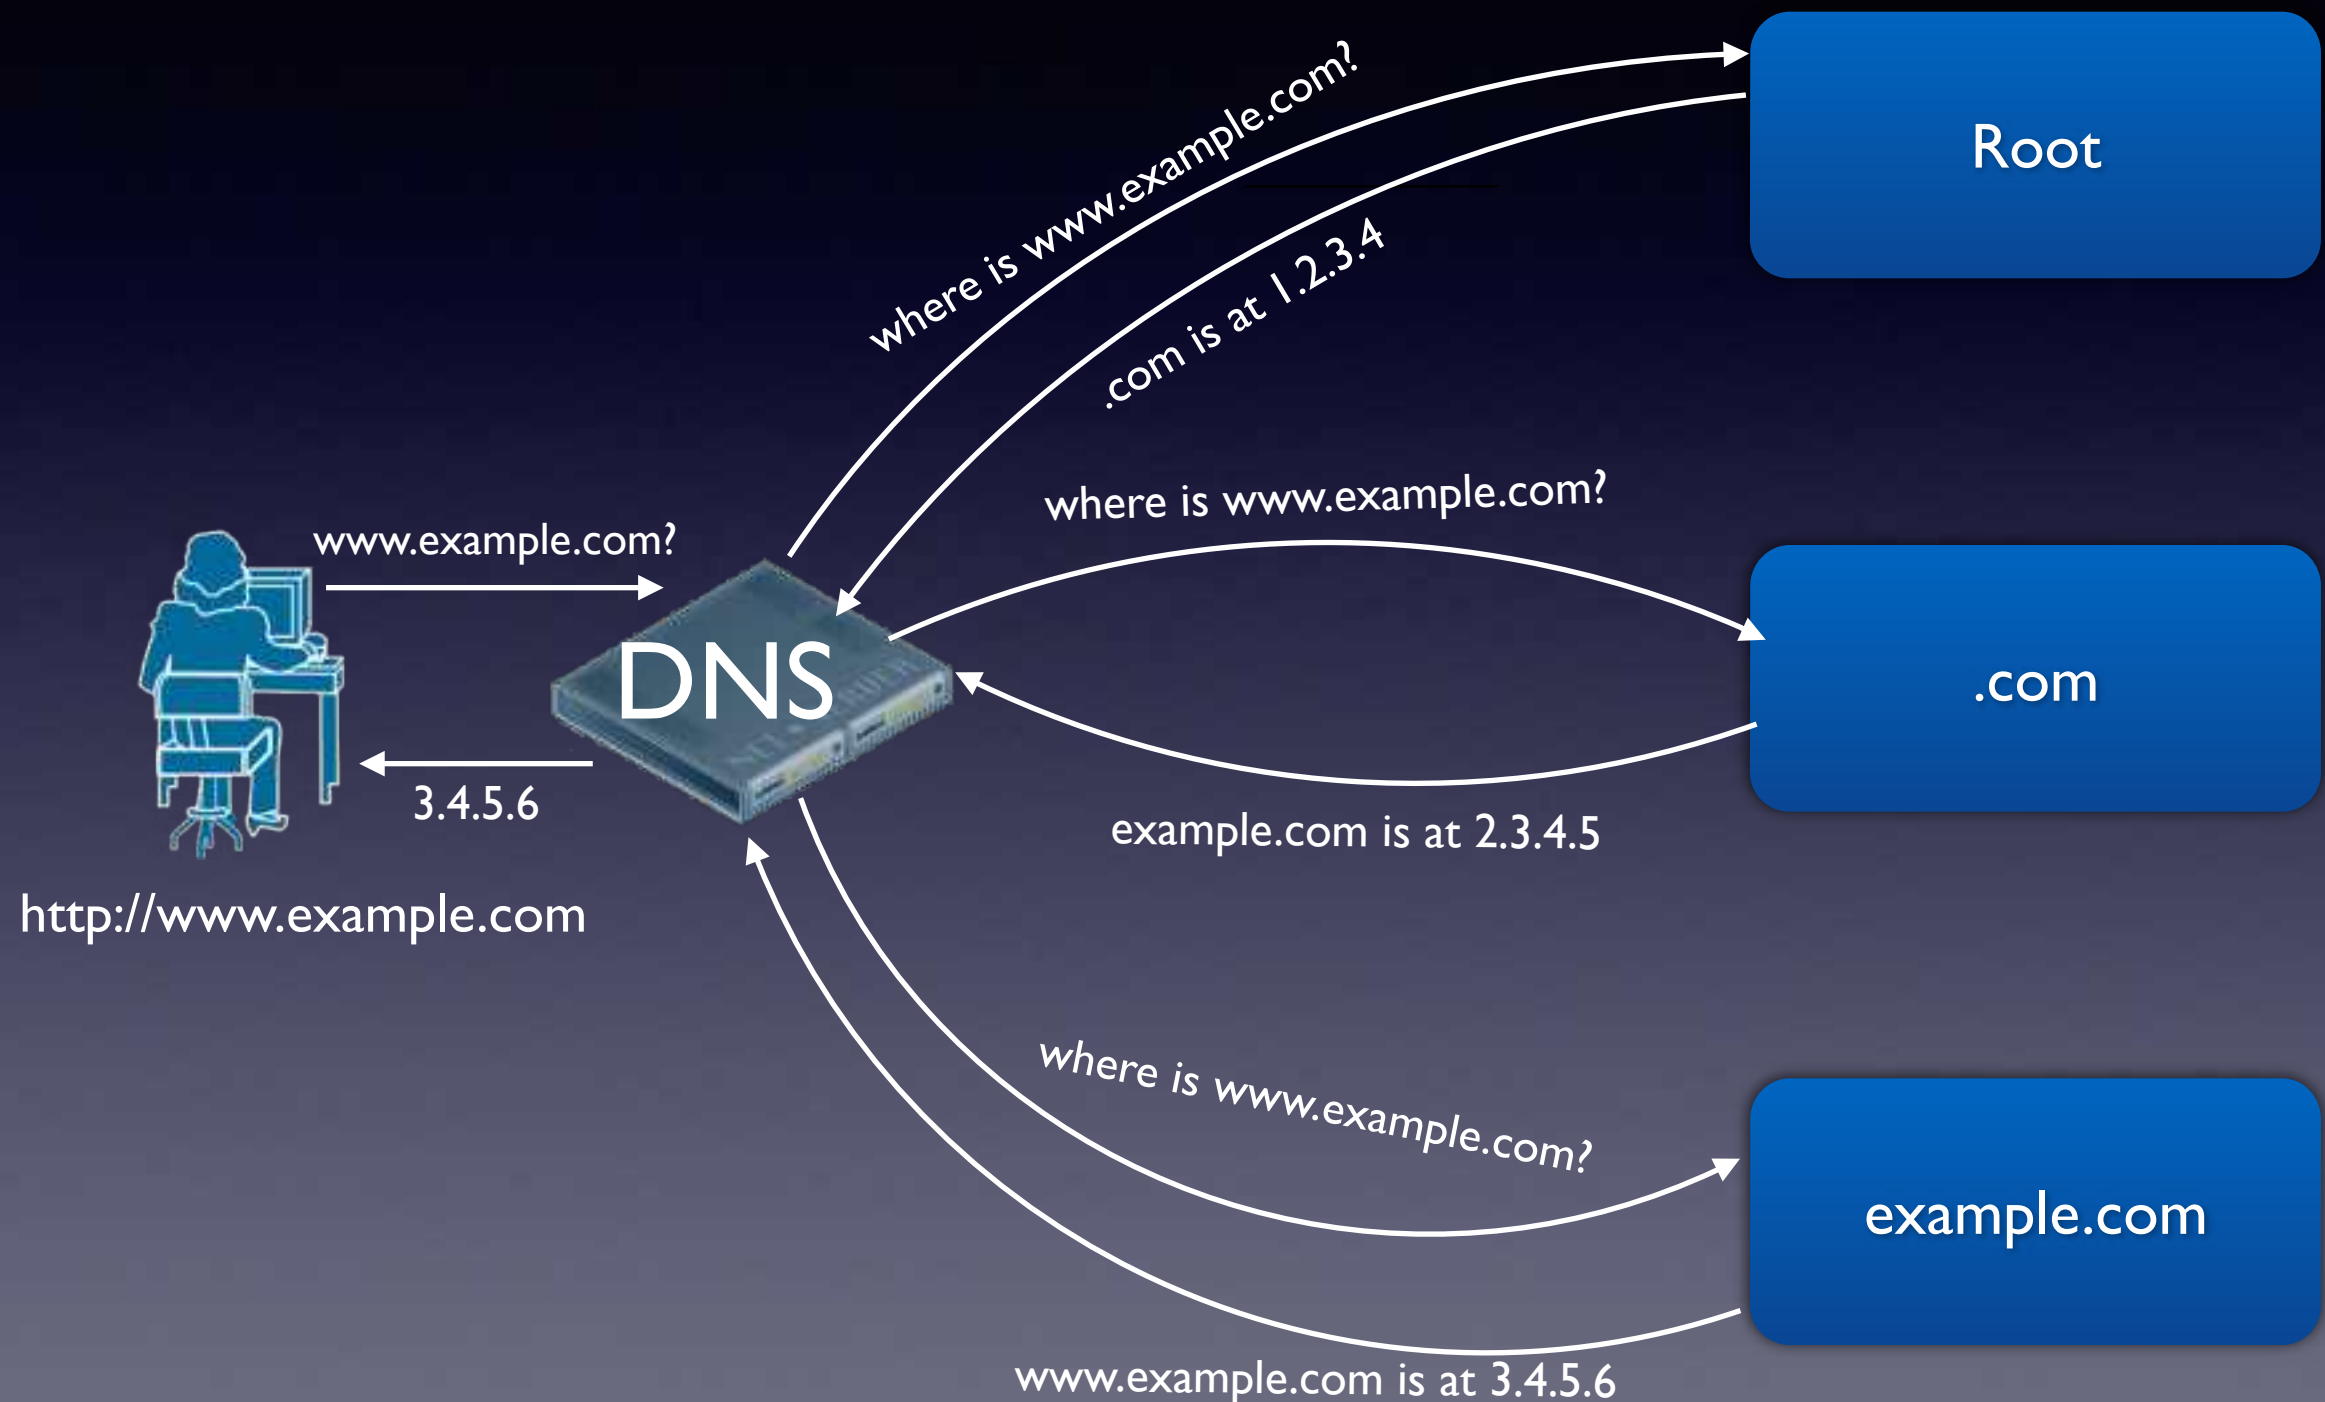 where is www.example.com?
Root
.com is at 1.2.3.4
where is www.example.com?
www.example.com?
DNS
.com
3.4.5.6
example.com is at 2.3.4.5
http://www.example.com
where is www.example.com?
example.com
www.example.com is at 3.4.5.6